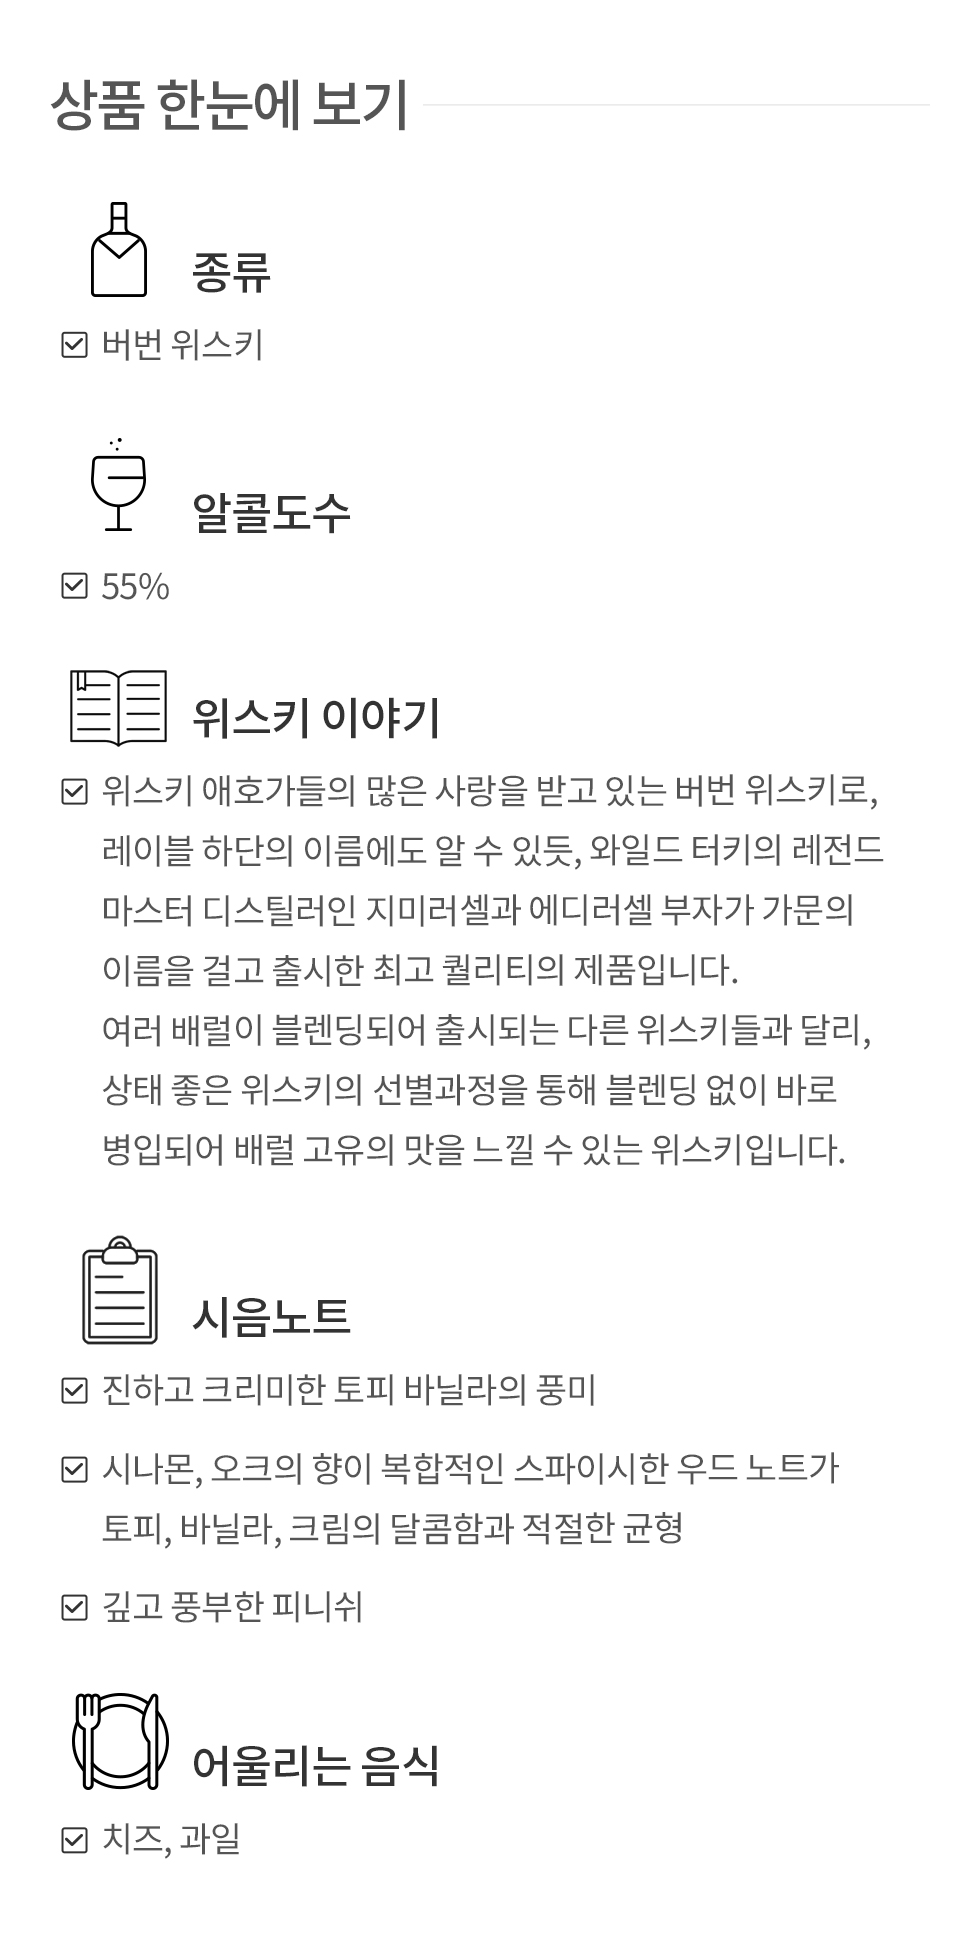 상품 한눈에 보기
종류
버번 위스키
알콜도수
55%
위스키 이야기
위스키 애호가들의 많은 사랑을 받고 있는 버번 위스키로,
레이블 하단의 이름에도 알 수 있듯, 와일드 터키의 레전드
마스터 디스틸러인 지미러셀과 에디러셀 부자가 가문의
이름을 걸고 출시한 최고 퀄리티의 제품입니다.
여러 배럴이 블렌딩되어 출시되는 다른 위스키들과 달리,
상태 좋은 위스키의 선별과정을 통해 블렌딩 없이 바로
병입되어 배럴 고유의 맛을 느낄 수 있는 위스키입니다.
시음노트
진하고 크리미한 토피 바닐라의 풍미
시나몬, 오크의 향이 복합적인 스파이시한 우드 노트가
토피, 바닐라, 크림의 달콤함과 적절한 균형
깊고 풍부한 피니쉬
어울리는 음식
치즈, 과일